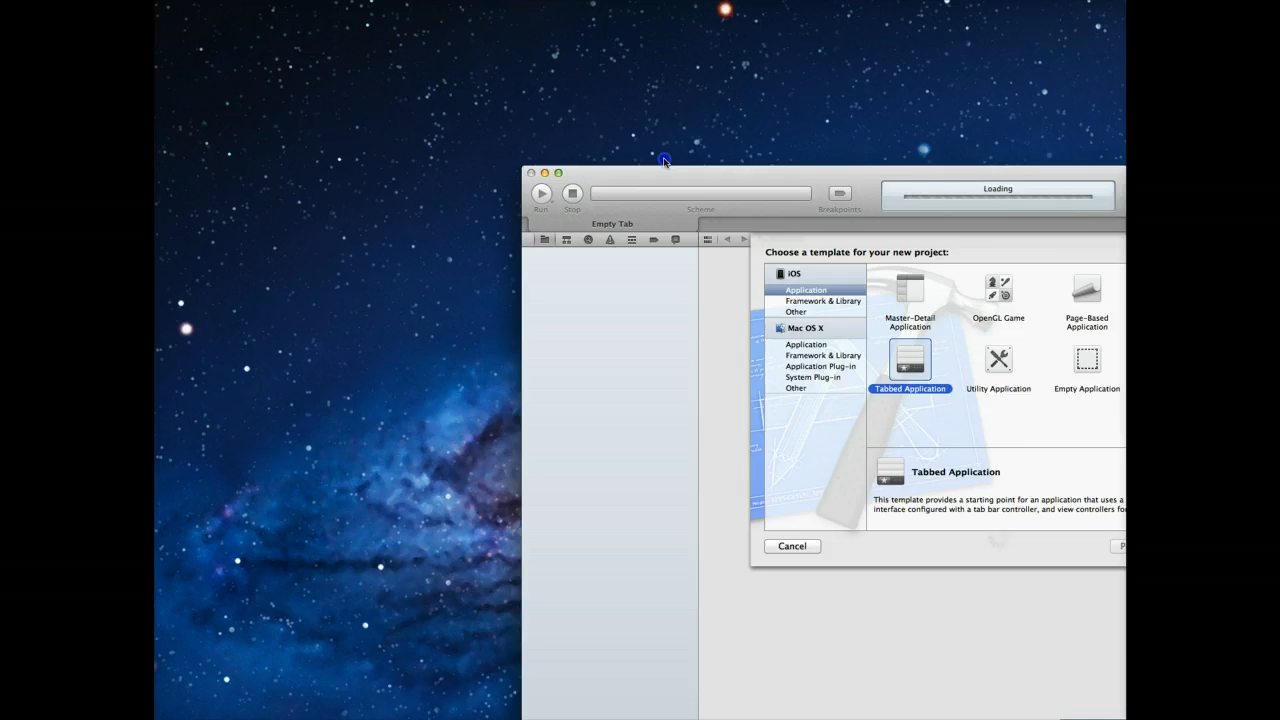 Loading
Run
Stop
Scheme
Breakpoints
Empty Tab
Choose a template for your new project:
iOS
Application
Framework & Library
Other
Mac OS X
Application
Framework & Library
Application Plug-in
System Plug-in
Other
Master-Detail
Application
OpenGL Game
Page-Based
Application
Tabbed Application
Utility Application
Empty Application
Tabbed Application
This template provides a starting point for an application that uses a
interface configured with a tab bar controller, and view controllers fo
Cancel
P